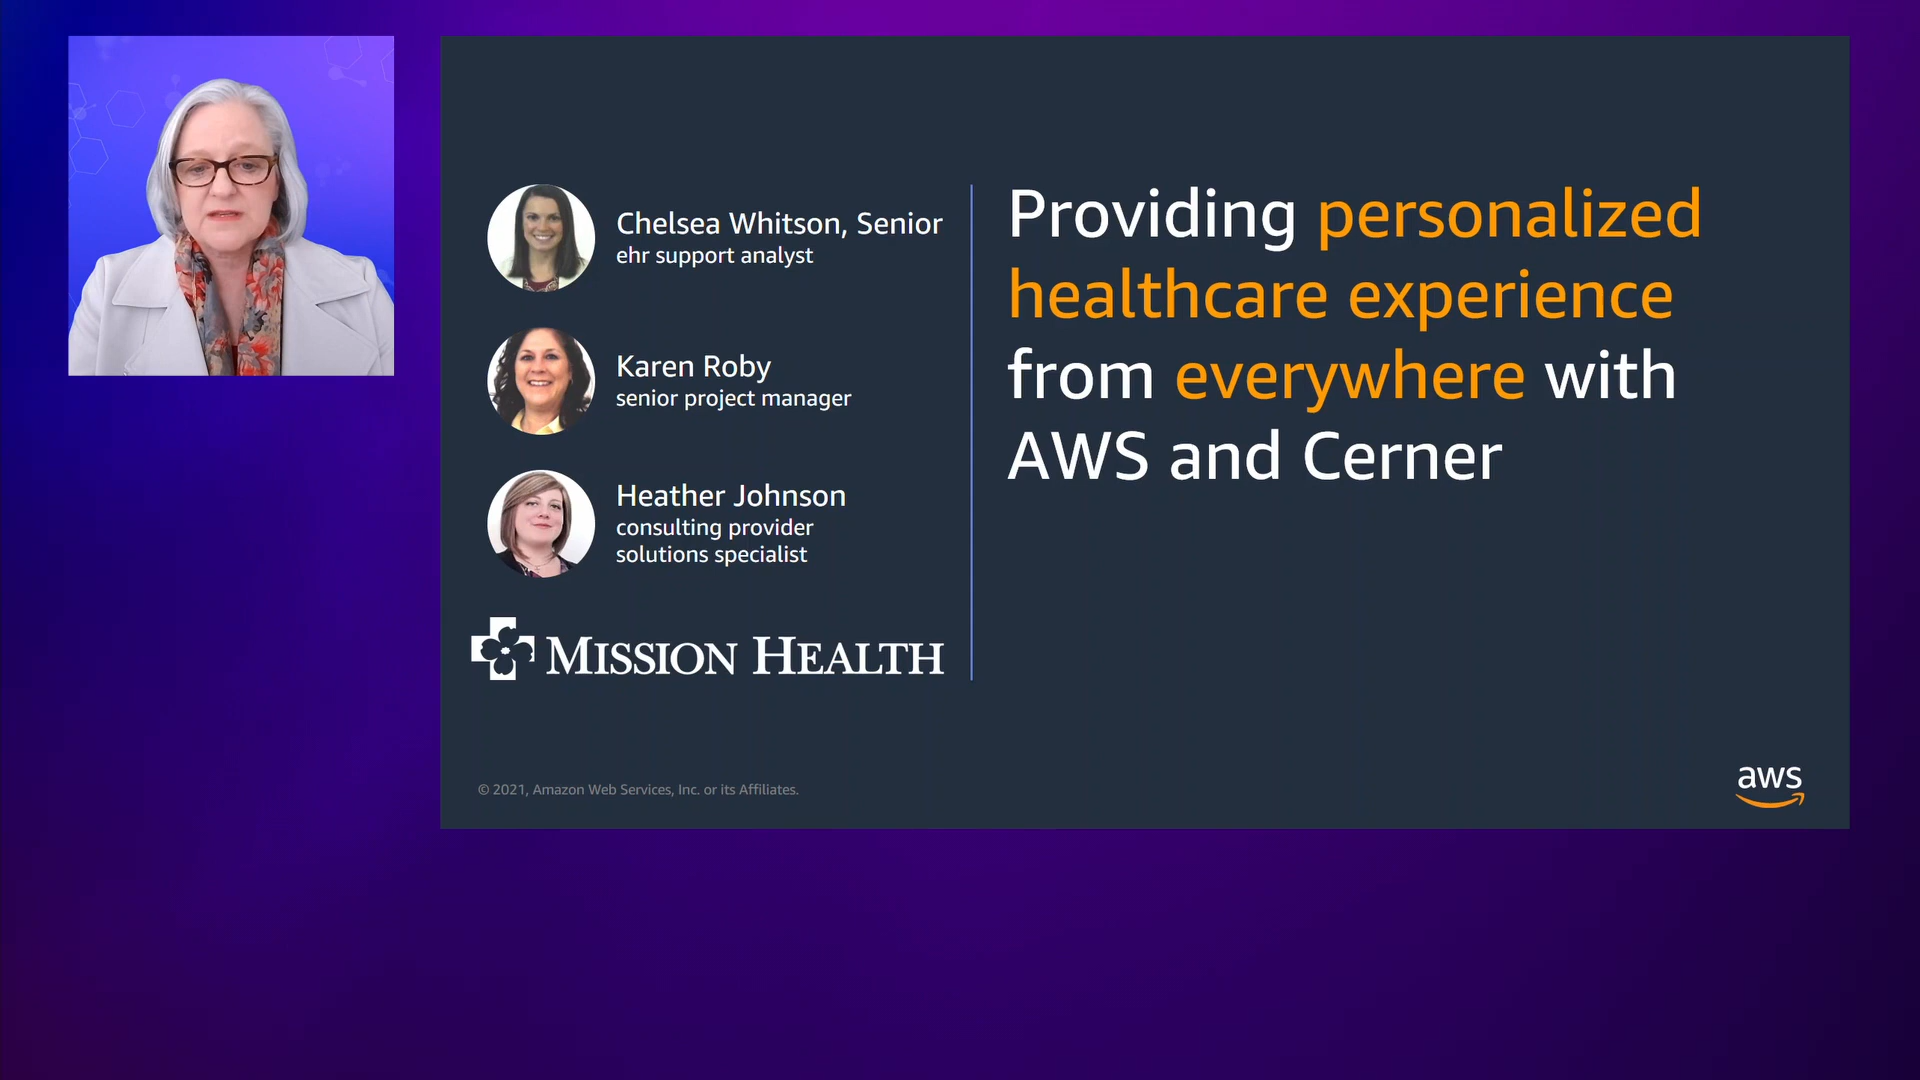 Chelsea Whitson, Senior
ehr support analyst
Karen Roby
senior project manager
Heather Johnson
consulting provider
solutions specialist
MISSION HEALTH
Providing personalized
healthcare experience
from everywhere with
AWS and Cerner
© 2021, Amazon Web Services, Inc. or its Affiliates.
aws